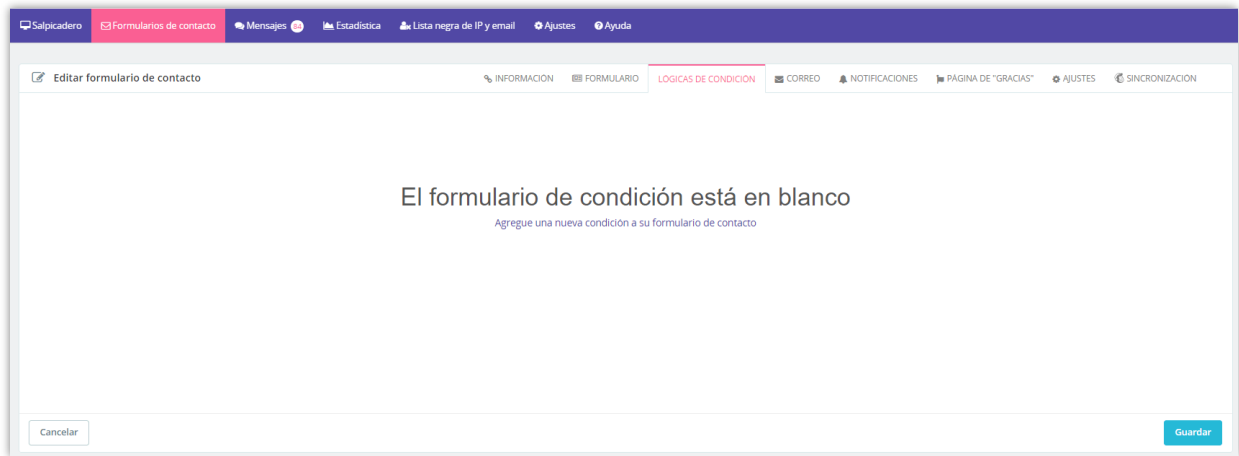 Salpicadero Formularios de contacto Mensajes 84 Estadística Lista negra de IP y email Ajustes Ayuda
Editar formulario de contacto INFORMACIÓN FORMULARIO LÓGICAS DE CONDICIÓN CORREO NOTIFICACIONES PÁGINA DE "GRACIAS" AJUSTES SINCRONIZACIÓN
El formulario de condición está en blanco
Agregue una nueva condición a su formulario de contacto
Cancelar Guardar